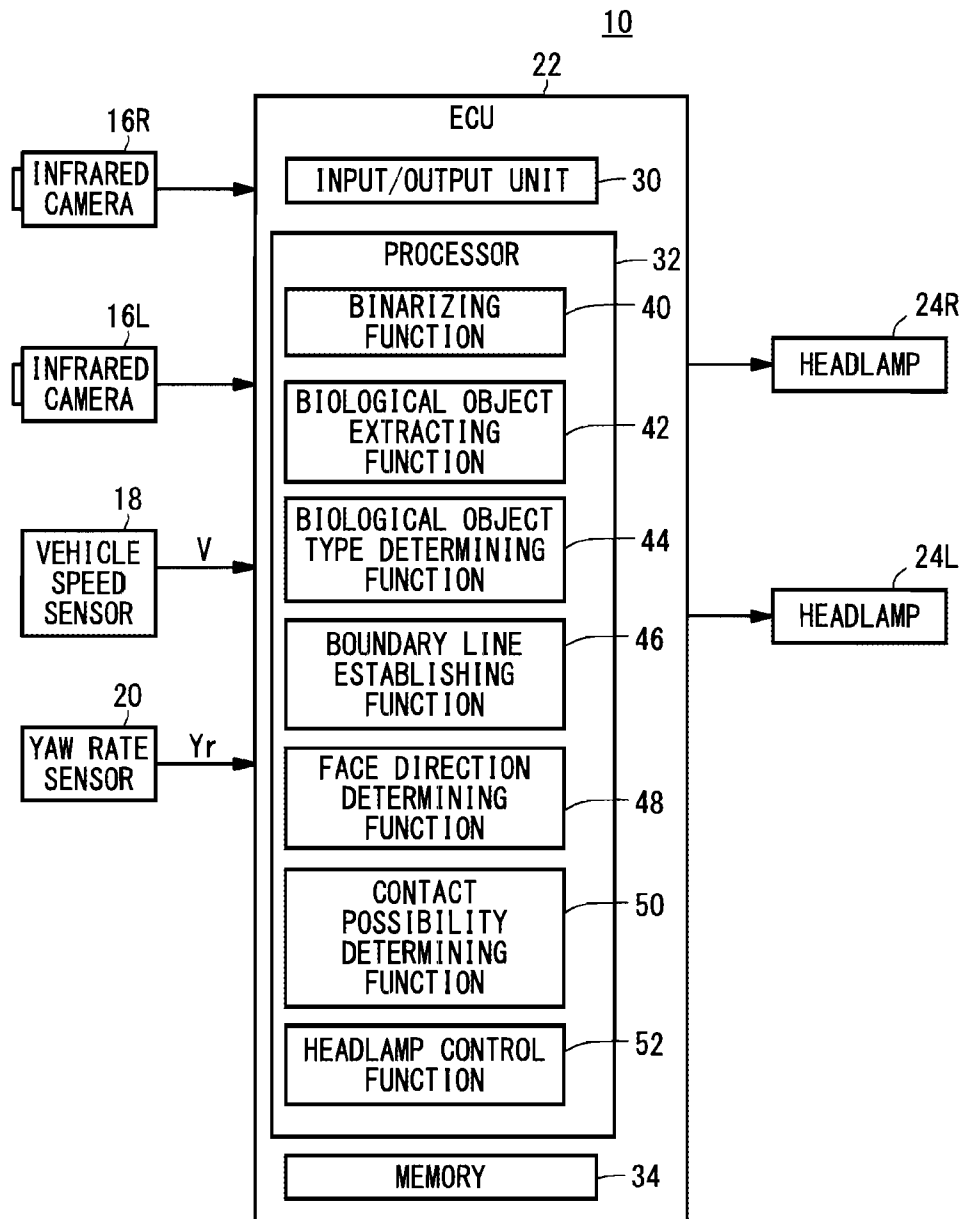 10
22
ECU
16R
INFRARED
CAMERA
INPUT/OUTPUT UNIT
30
PROCESSOR
32
BINARIZING
FUNCTION
40
16L
INFRARED
CAMERA
24R
HEADLAMP
BIOLOGICAL OBJECT
EXTRACTING
FUNCTION
42
18
VEHICLE
SPEED
SENSOR
V
BIOLOGICAL OBJECT
TYPE DETERMINING
FUNCTION
44
24L
HEADLAMP
BOUNDARY LINE
ESTABLISHING
FUNCTION
46
20
YAW RATE
SENSOR
Yr
FACE DIRECTION
DETERMINING
FUNCTION
48
CONTACT
POSSIBILITY
DETERMINING
FUNCTION
50
HEADLAMP CONTROL
FUNCTION
52
MEMORY
34